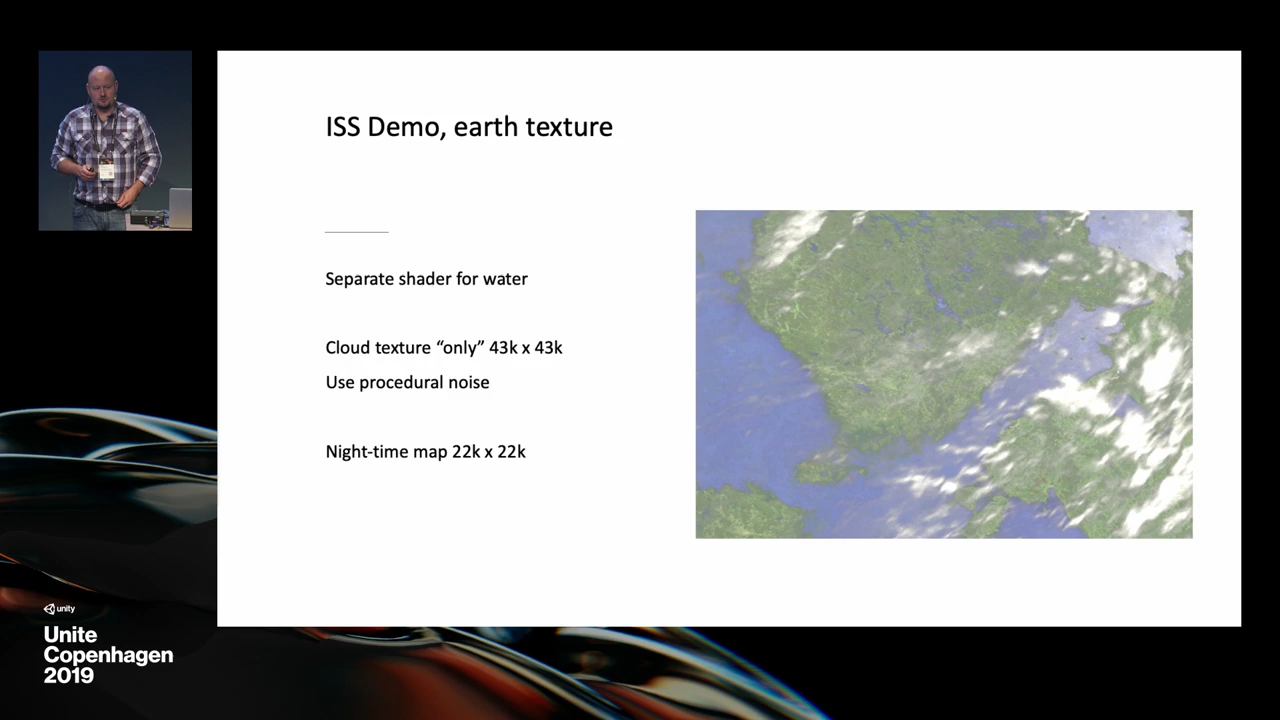 ISS Demo, earth texture
Separate shader for water
Cloud texture “only” 43k x 43k
Use procedural noise
Night-time map 22k x 22k
unity
Unite
Copenhagen
2019